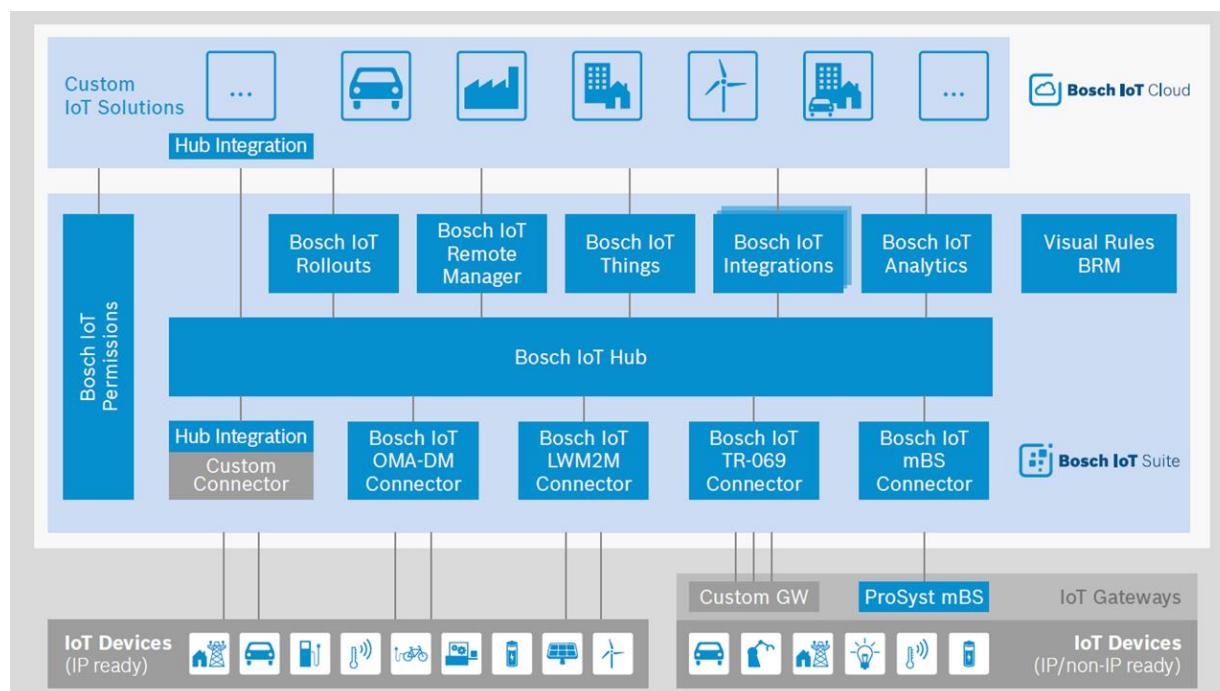 Custom
IoT Solutions
...
...
Bosch IoT Cloud
Hub Integration
Bosch IoT
Permissions
Bosch IoT
Rollouts
Bosch IoT
Remote
Manager
Bosch IoT
Things
Bosch IoT
Integrations
Bosch IoT
Analytics
Visual Rules
BRM
Bosch IoT Hub
Hub Integration
Custom
Connector
Bosch IoT
OMA-DM
Connector
Bosch IoT
LWM2M
Connector
Bosch IoT
TR-069
Connector
Bosch IoT
mBS
Connector
Bosch IoT Suite
Custom GW
ProSyst mBS
IoT Gateways
IoT Devices
(IP ready)
IoT Devices
(IP/non-IP ready)